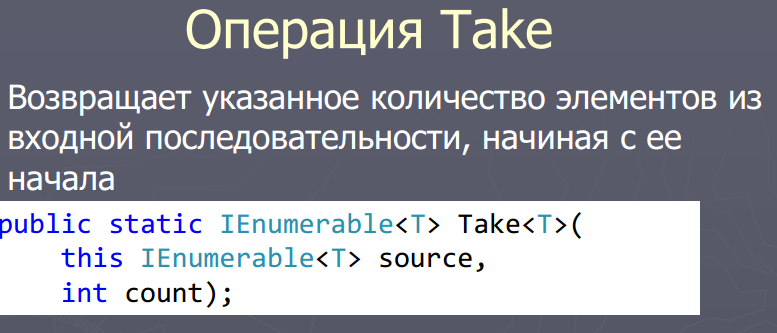 Операция Take
Возвращает указанное количество элементов из
входной последовательности, начиная с ее
начала
public static IEnumerable<T> Take<T>(
    this IEnumerable<T> source,
    int count);